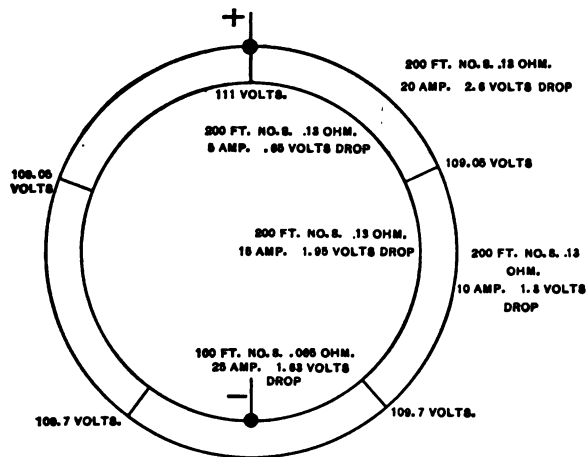 +
200 FT. NO.8. .13 OHM.
20 AMP. 2.6 VOLTS DROP
111 VOLTS.
200 FT. NO.8. .13 OHM.
5 AMP. .65 VOLTS DROP
109.05
VOLTS
109.05 VOLTS
200 FT. NO.8. .13 OHM.
15 AMP. 1.95 VOLTS DROP
200 FT. NO.8. .13
OHM.
10 AMP. 1.3 VOLTS
DROP
100 FT. NO.8. .065 OHM.
25 AMP. 1.63 VOLTS
DROP
−
109.7 VOLTS.
109.7 VOLTS.